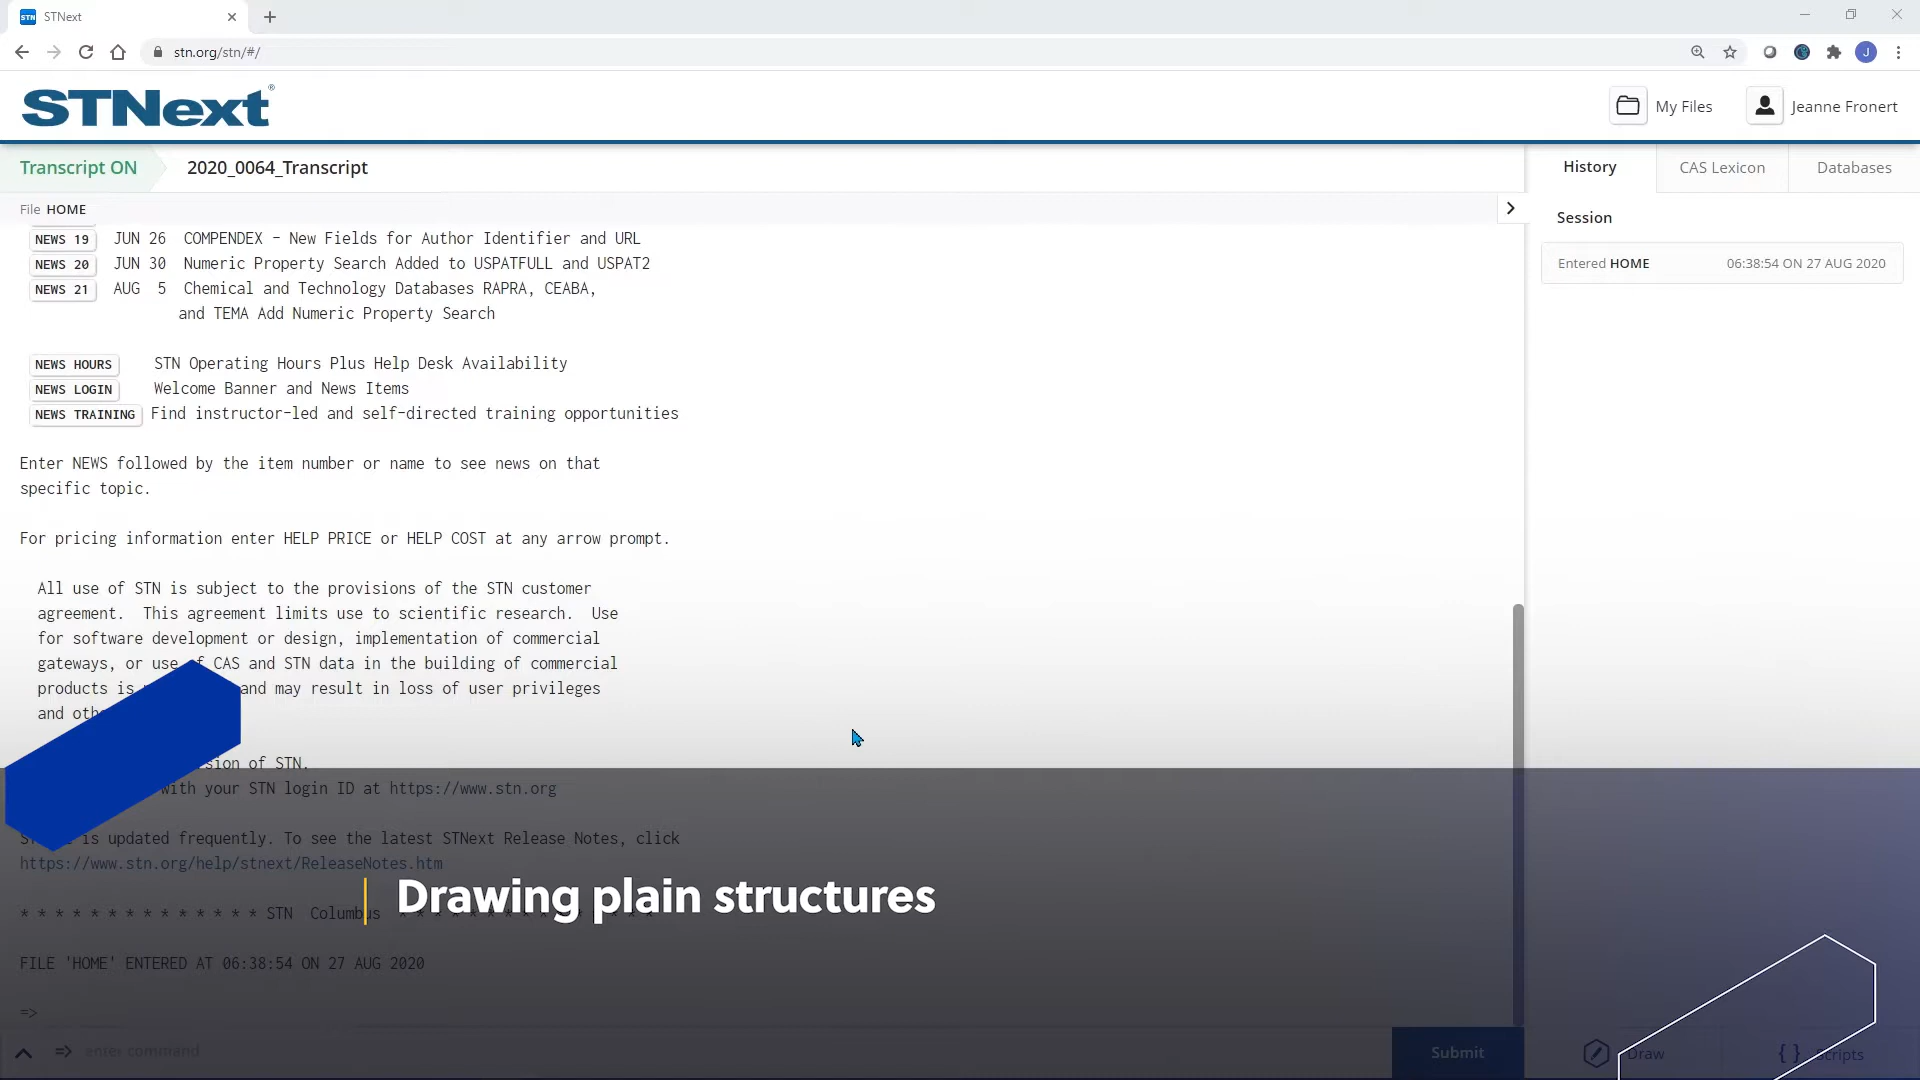 STN STNext
stn.org/stn/#/
J
STNext®
My Files
Jeanne Fronert
Transcript ON 2020_0064_Transcript
History CAS Lexicon Databases
File HOME
Session
Entered HOME 06:38:54 ON 27 AUG 2020
NEWS 19 JUN 26 COMPENDEX - New Fields for Author Identifier and URL
NEWS 20 JUN 30 Numeric Property Search Added to USPATFULL and USPAT2
NEWS 21 AUG 5 Chemical and Technology Databases RAPRA, CEABA,
and TEMA Add Numeric Property Search
NEWS HOURS STN Operating Hours Plus Help Desk Availability
NEWS LOGIN Welcome Banner and News Items
NEWS TRAINING Find instructor-led and self-directed training opportunities
Enter NEWS followed by the item number or name to see news on that
specific topic.
For pricing information enter HELP PRICE or HELP COST at any arrow prompt.
All use of STN is subject to the provisions of the STN customer
agreement. This agreement limits use to scientific research. Use
for software development or design, implementation of commercial
gateways, or use of CAS and STN data in the building of commercial
products is and may result in loss of user privileges
and
of STN.
with your STN login ID at https://www.stn.org
is updated frequently. To see the latest STNext Release Notes, click
https://www.stn.org/help/stnext/ReleaseNotes.htm
Drawing plain structures
* * * * * * * * * * * * * * STN Columbus * * * * * * * * * * * * * * *
FILE 'HOME' ENTERED AT 06:38:54 ON 27 AUG 2020
=>
=> enter command
Submit
Draw
{ } Scripts